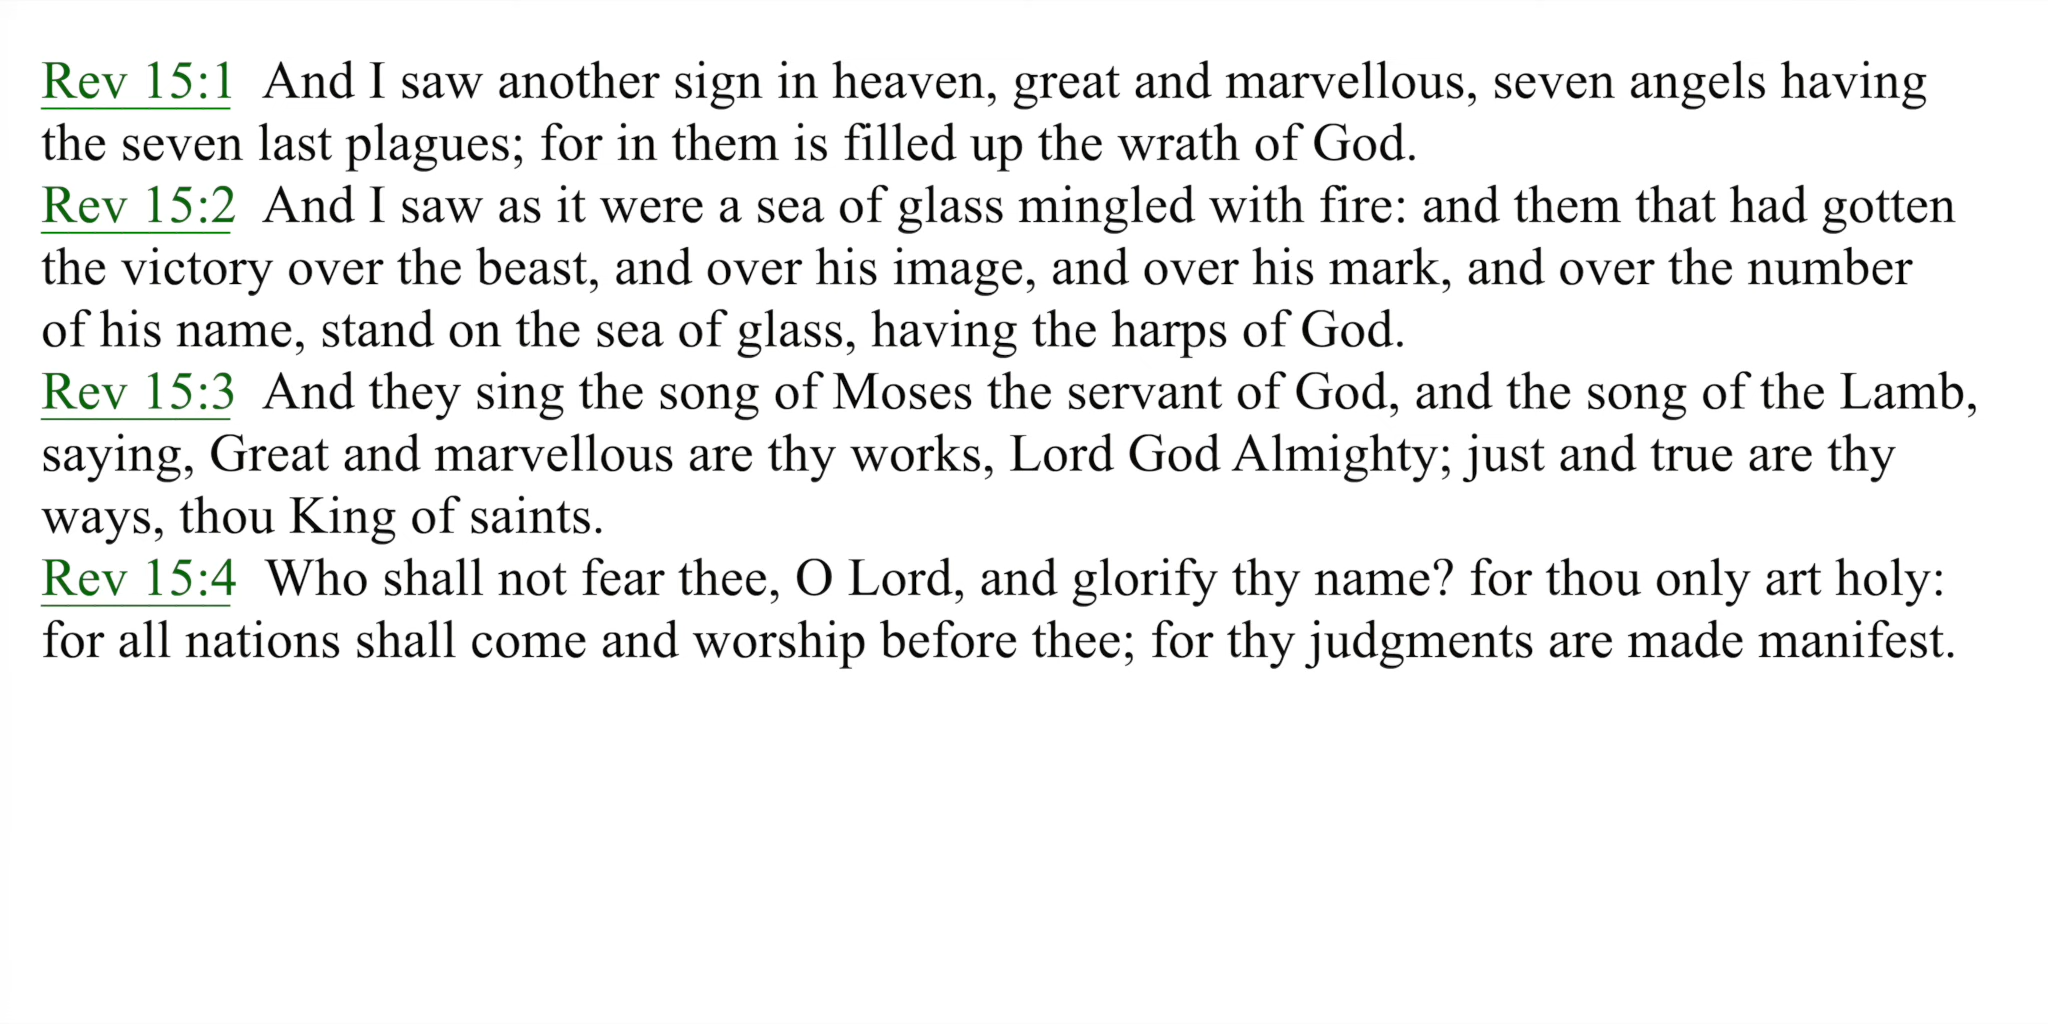 Rev 15:1  And I saw another sign in heaven, great and marvellous, seven angels having
the seven last plagues; for in them is filled up the wrath of God.
Rev 15:2  And I saw as it were a sea of glass mingled with fire: and them that had gotten
the victory over the beast, and over his image, and over his mark, and over the number
of his name, stand on the sea of glass, having the harps of God.
Rev 15:3  And they sing the song of Moses the servant of God, and the song of the Lamb,
saying, Great and marvellous are thy works, Lord God Almighty; just and true are thy
ways, thou King of saints.
Rev 15:4  Who shall not fear thee, O Lord, and glorify thy name? for thou only art holy:
for all nations shall come and worship before thee; for thy judgments are made manifest.